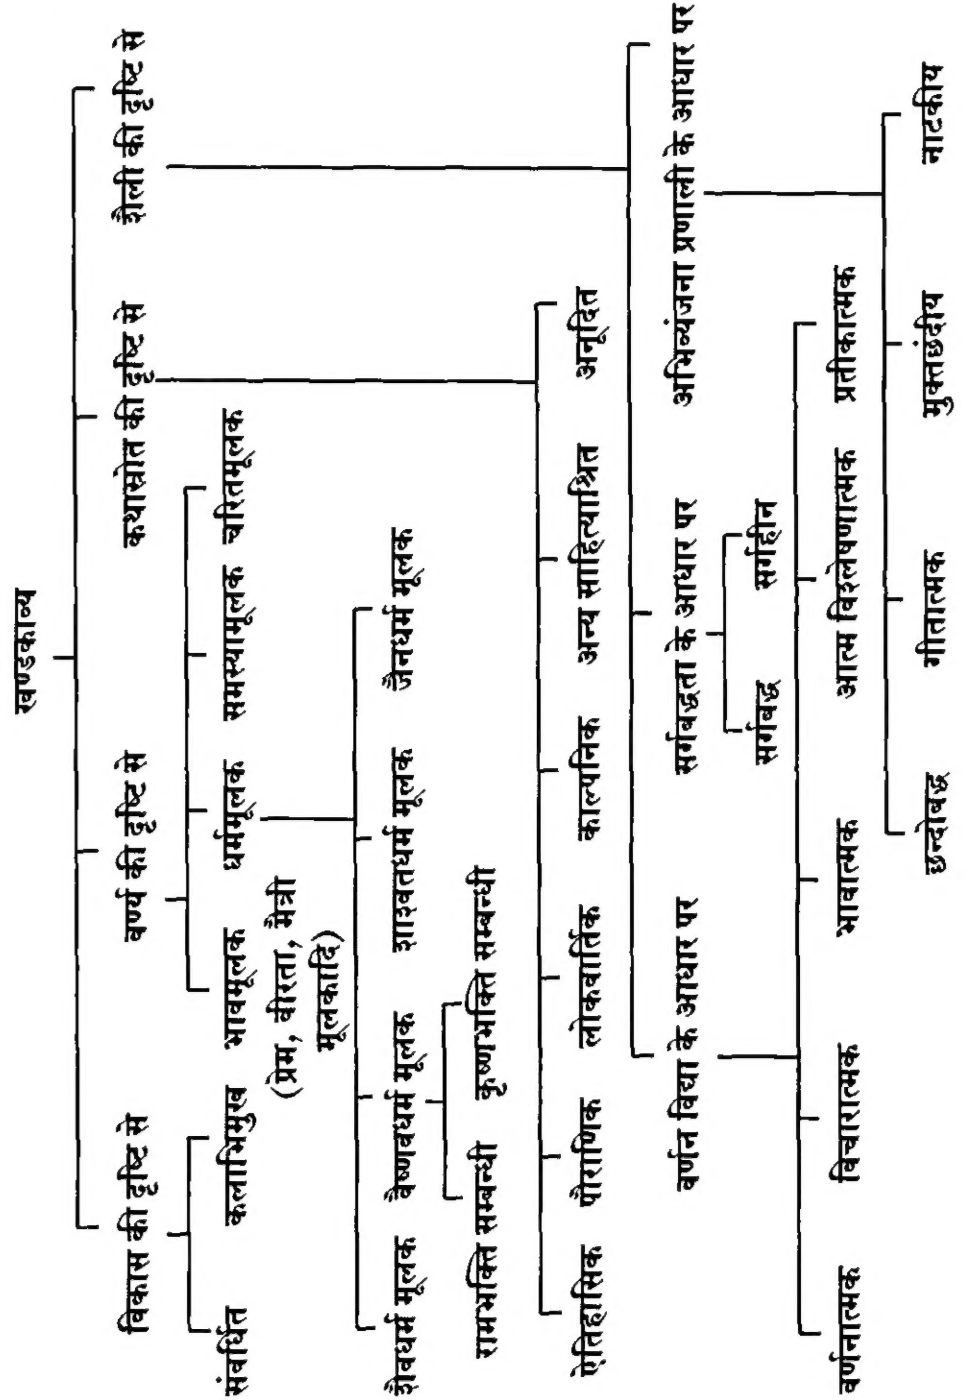 खण्डकाव्य
विकास की दृष्टि से वर्ण्य की दृष्टि से कथास्रोत की दृष्टि से शैली की दृष्टि से
संवर्धित कलाभिमुख भावमूलक धर्ममूलक समस्यामूलक चरितमूलक
(प्रेम, वीरता, मैत्री
मूलकादि)
शैवधर्म मूलक वैष्णवधर्म मूलक शाश्वतधर्म मूलक जैनधर्म मूलक
रामभक्ति सम्बन्धी कृष्णभक्ति सम्बन्धी
ऐतिहासिक पौराणिक लोकवार्तिक काल्पनिक अन्य साहित्याश्रित अनूदित
वर्णन विद्या के आधार पर सर्गबद्धता के आधार पर अभिव्यंजना प्रणाली के आधार पर
सर्गबद्ध सर्गहीन
वर्णनात्मक विचारात्मक भावात्मक आत्म विश्लेषणात्मक प्रतीकात्मक
छन्दोबद्ध गीतात्मक मुक्तछंदीय नाटकीय